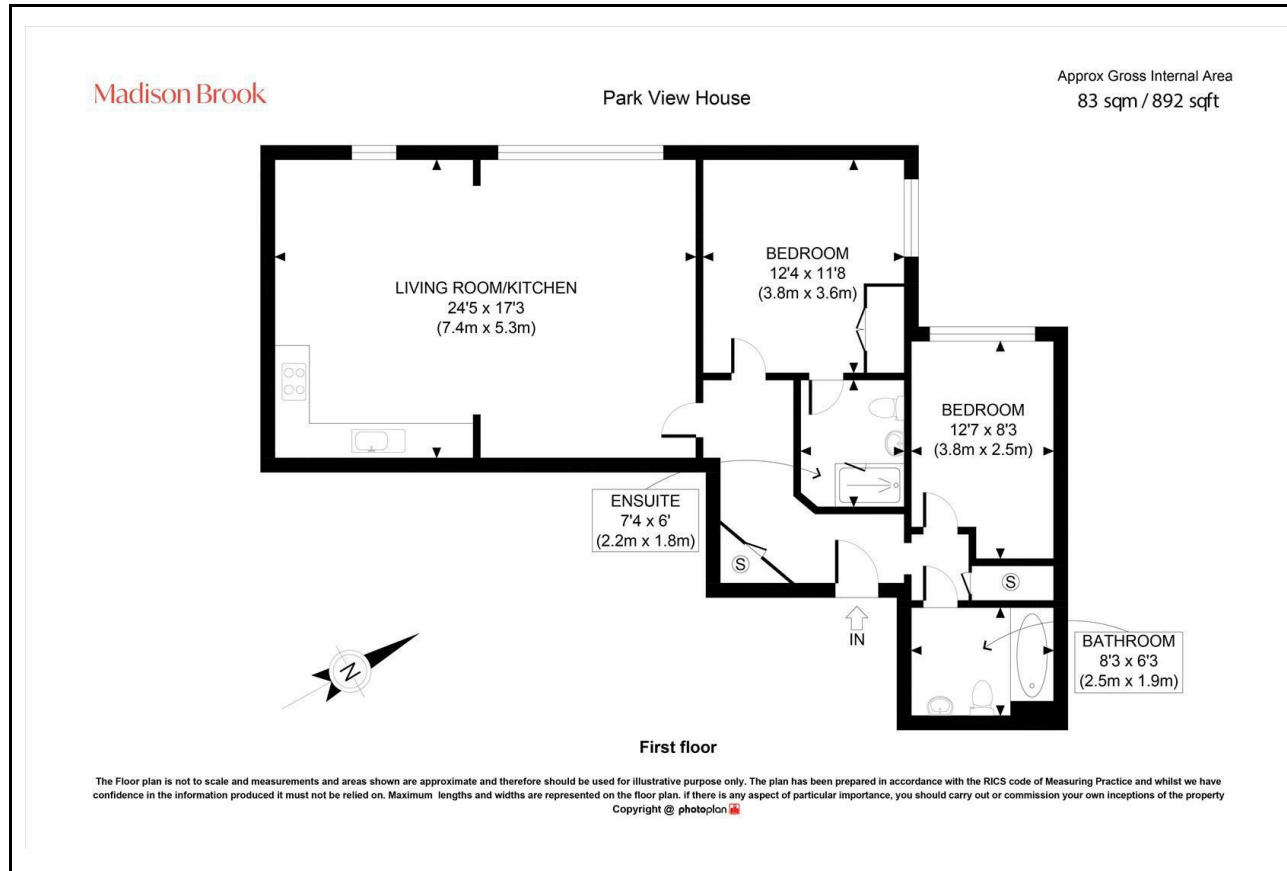 Madison Brook
Park View House
Approx Gross Internal Area
83 sqm / 892 sqft
LIVING ROOM/KITCHEN
24'5 x 17'3
(7.4m x 5.3m)
BEDROOM
12'4 x 11'8
(3.8m x 3.6m)
BEDROOM
12'7 x 8'3
(3.8m x 2.5m)
ENSUITE
7'4 x 6'
(2.2m x 1.8m)
S
S
IN
BATHROOM
8'3 x 6'3
(2.5m x 1.9m)
N
First floor
The Floor plan is not to scale and measurements and areas shown are approximate and therefore should be used for illustrative purpose only. The plan has been prepared in accordance with the RICS code of Measuring Practice and whilst we have
confidence in the information produced it must not be relied on. Maximum lengths and widths are represented on the floor plan. if there is any aspect of particular importance, you should carry out or commission your own inceptions of the property
Copyright @ photoplan